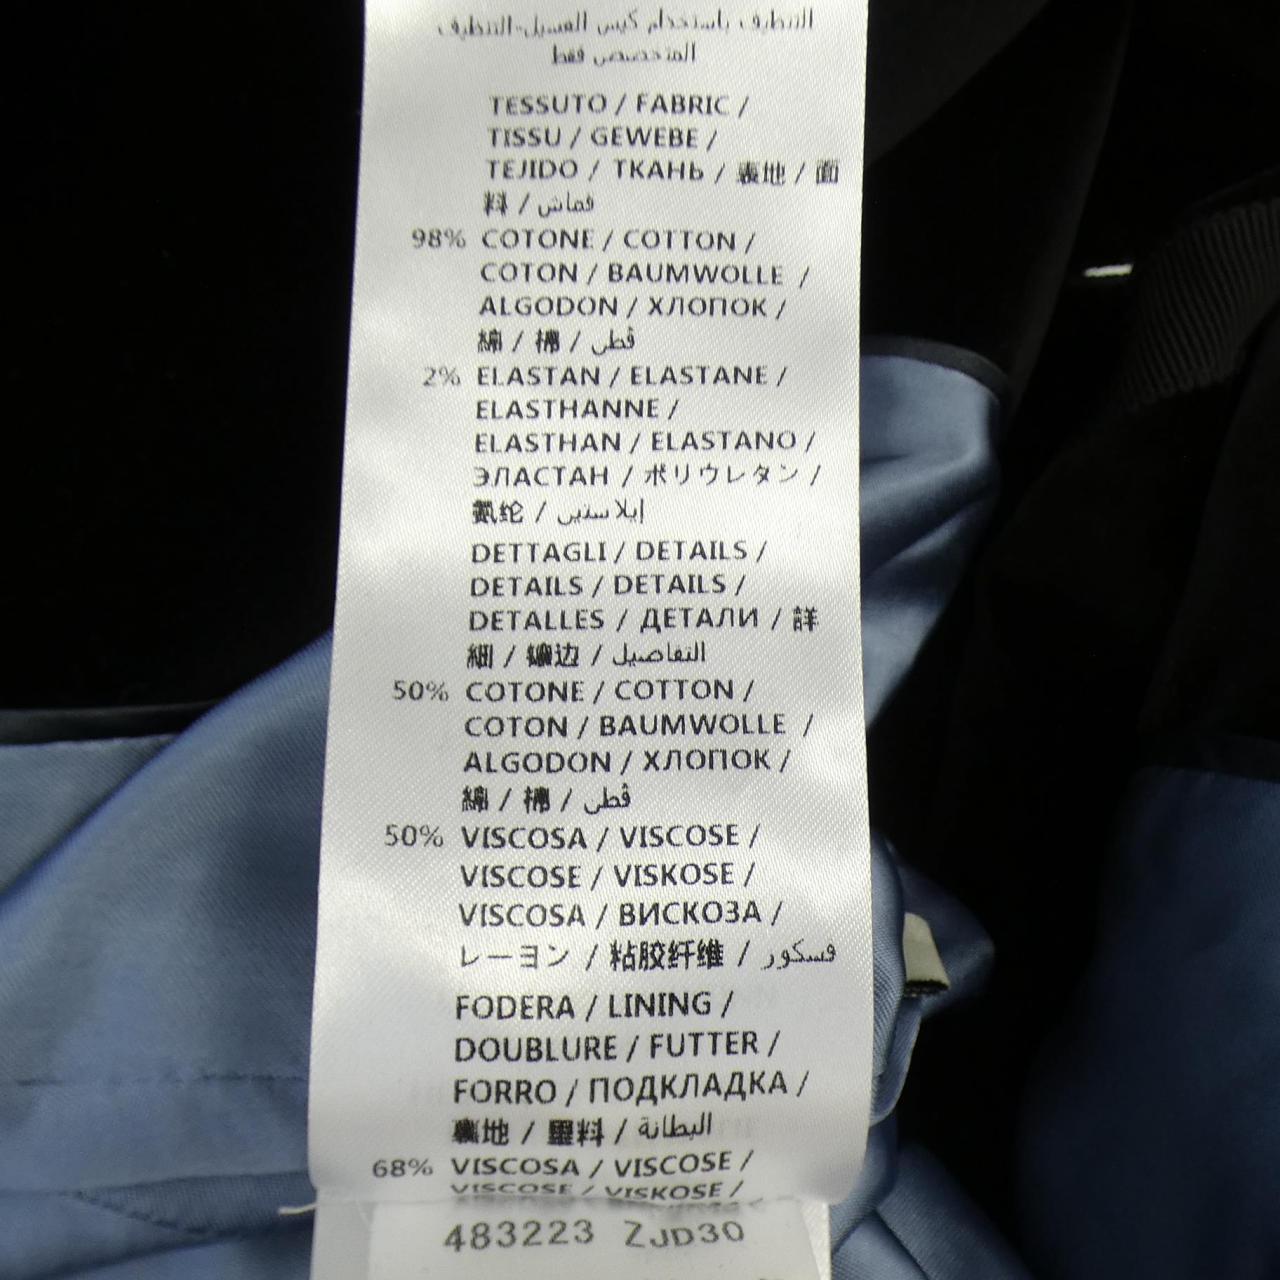 التنظيف باستخدام كيس الغسيل-التنظيف
المتخصص فقط
TESSUTO / FABRIC /
TISSU / GEWEBE /
TEJIDO / ТКАНЬ / 表地 / 面
料 / قماش
98% COTONE / COTTON /
COTON / BAUMWOLLE /
ALGODON / ХЛОПОК /
綿 / 棉 / قطن
2% ELASTAN / ELASTANE /
ELASTHANNE /
ELASTHAN / ELASTANO /
ЭЛАСТАН / ポリウレタン /
氨纶 / إيلاستين
DETTAGLI / DETAILS /
DETAILS / DETAILS /
DETALLES / ДЕТАЛИ / 詳
細 / 镶边 / التفاصيل
50% COTONE / COTTON /
COTON / BAUMWOLLE /
ALGODON / ХЛОПОК /
綿 / 棉 / قطن
50% VISCOSA / VISCOSE /
VISCOSE / VISKOSE /
VISCOSA / ВИСКОЗА /
レーヨン / 粘胶纤维 / فسكوز
FODERA / LINING /
DOUBLURE / FUTTER /
FORRO / ПОДКЛАДКА /
裏地 / 里料 / البطانة
68% VISCOSA / VISCOSE /
VISCOSE / VISKOSE /
483223 ZJD30